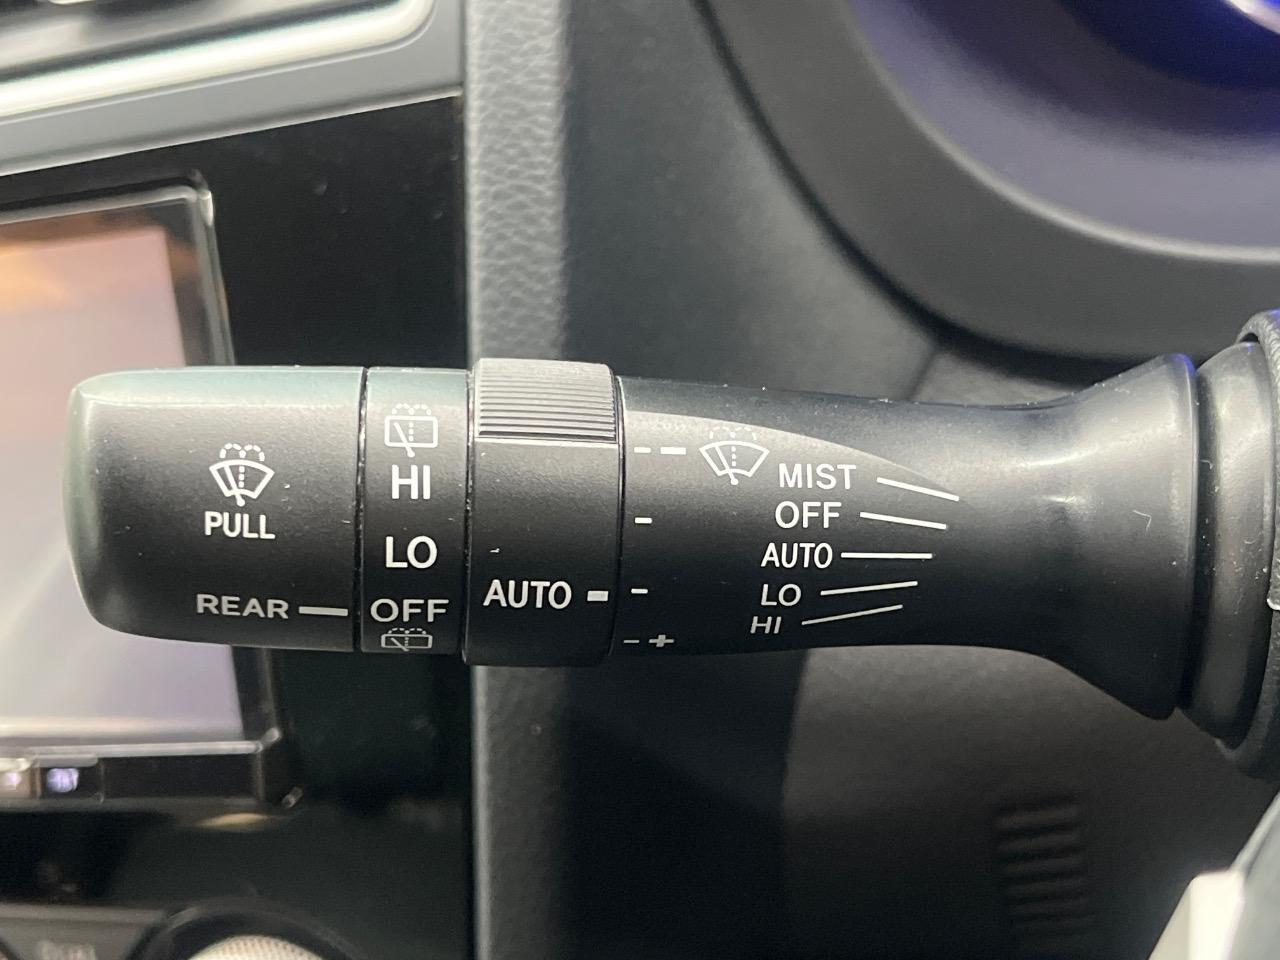 PULL
REAR
HI
LO
OFF
AUTO
- +
MIST
OFF
AUTO
LO
HI